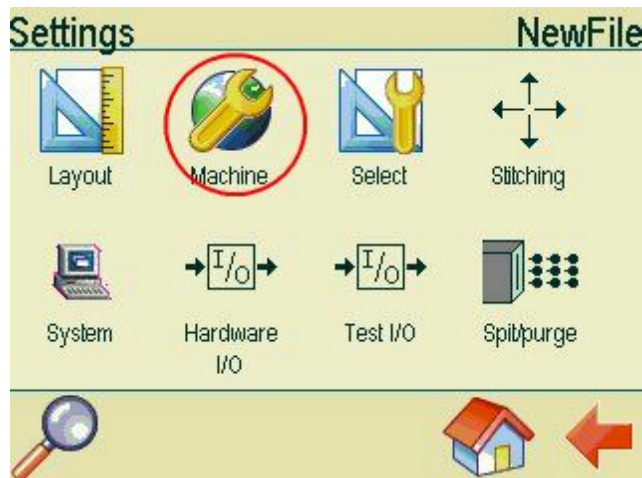 Settings NewFile
Layout Machine Select Stitching
I/O I/O
System Hardware I/O Test I/O Spit/purge